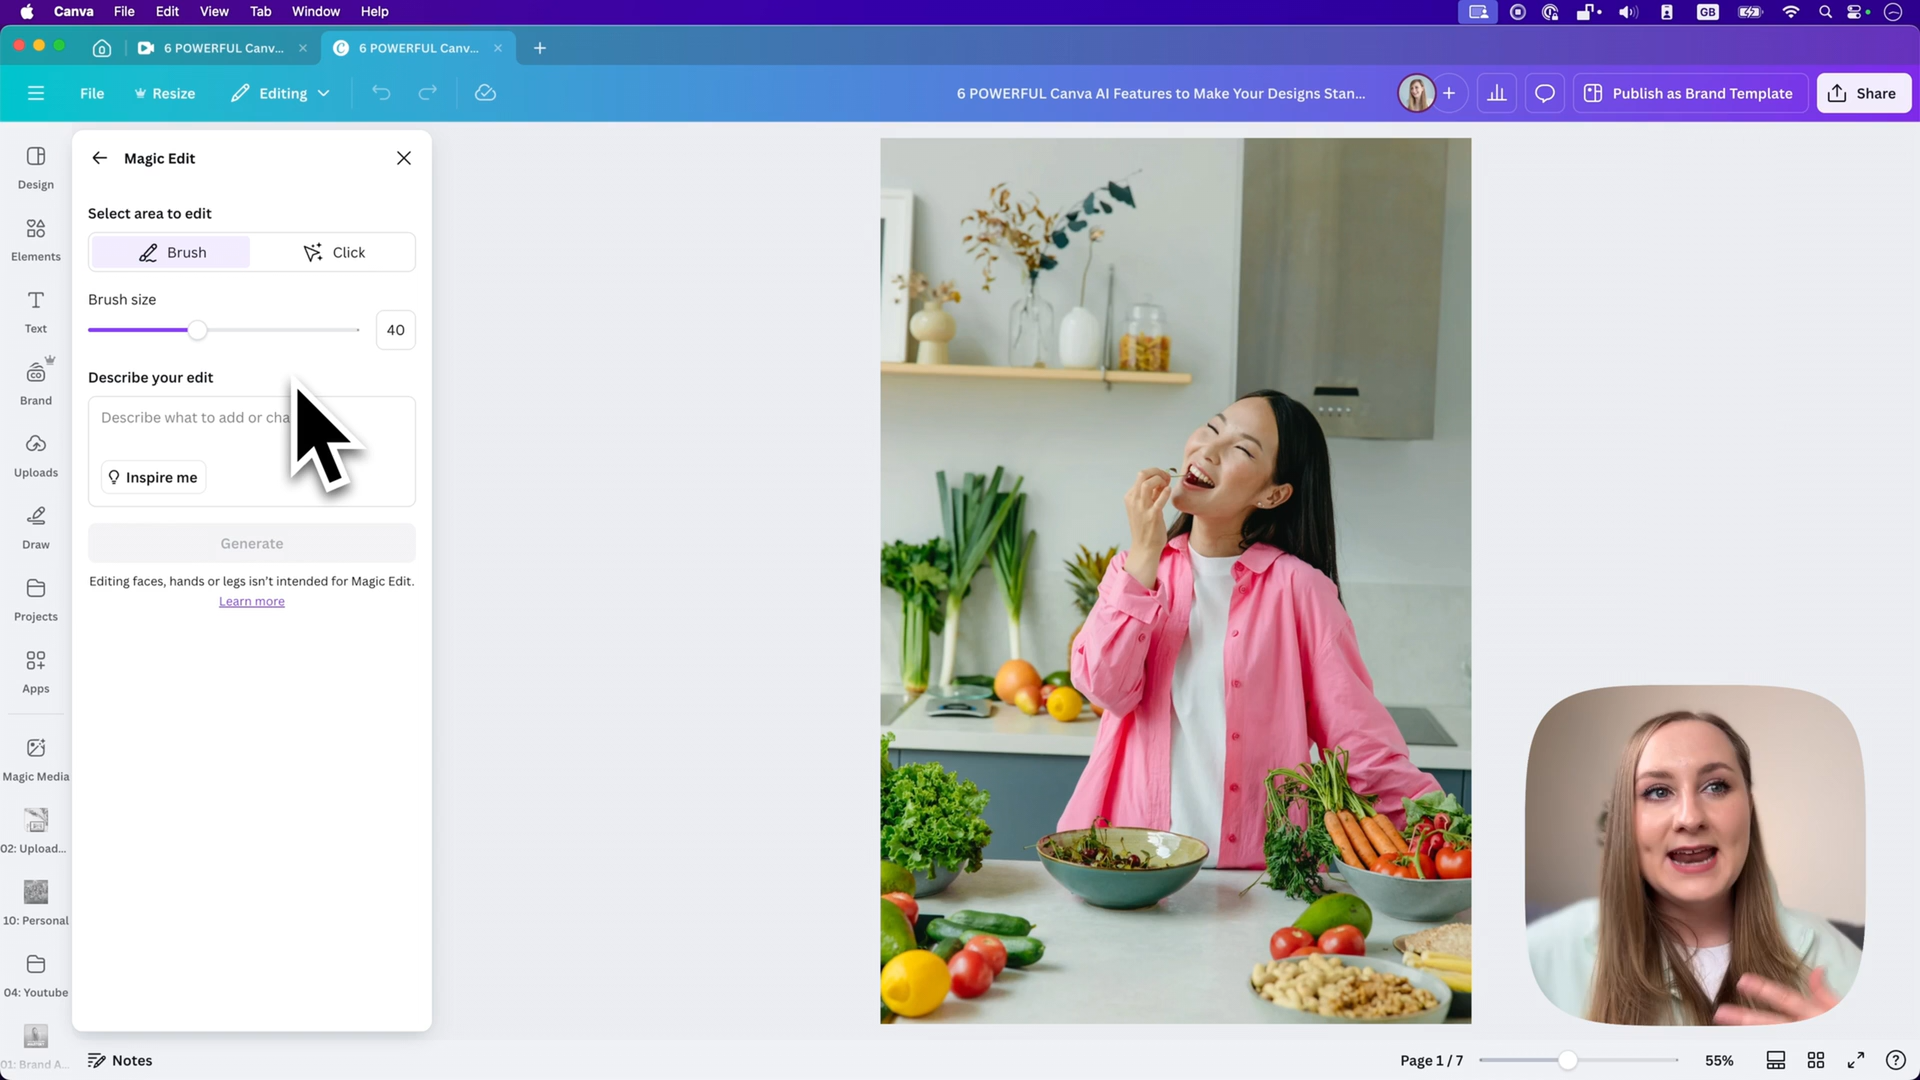 Canva File Edit View Tab Window Help
GB
6 POWERFUL Canv...
6 POWERFUL Canv...
File Resize Editing
6 POWERFUL Canva AI Features to Make Your Designs Stan...
Publish as Brand Template
Share
Design
Elements
Text
Brand
Uploads
Draw
Projects
Apps
Magic Media
02: Upload...
10: Personal
04: Youtube
01: Brand A...
Magic Edit
Select area to edit
Brush Click
Brush size
40
Describe your edit
Describe what to add or cha
Inspire me
Generate
Editing faces, hands or legs isn't intended for Magic Edit.
Learn more
Notes
Page 1 / 7
55%